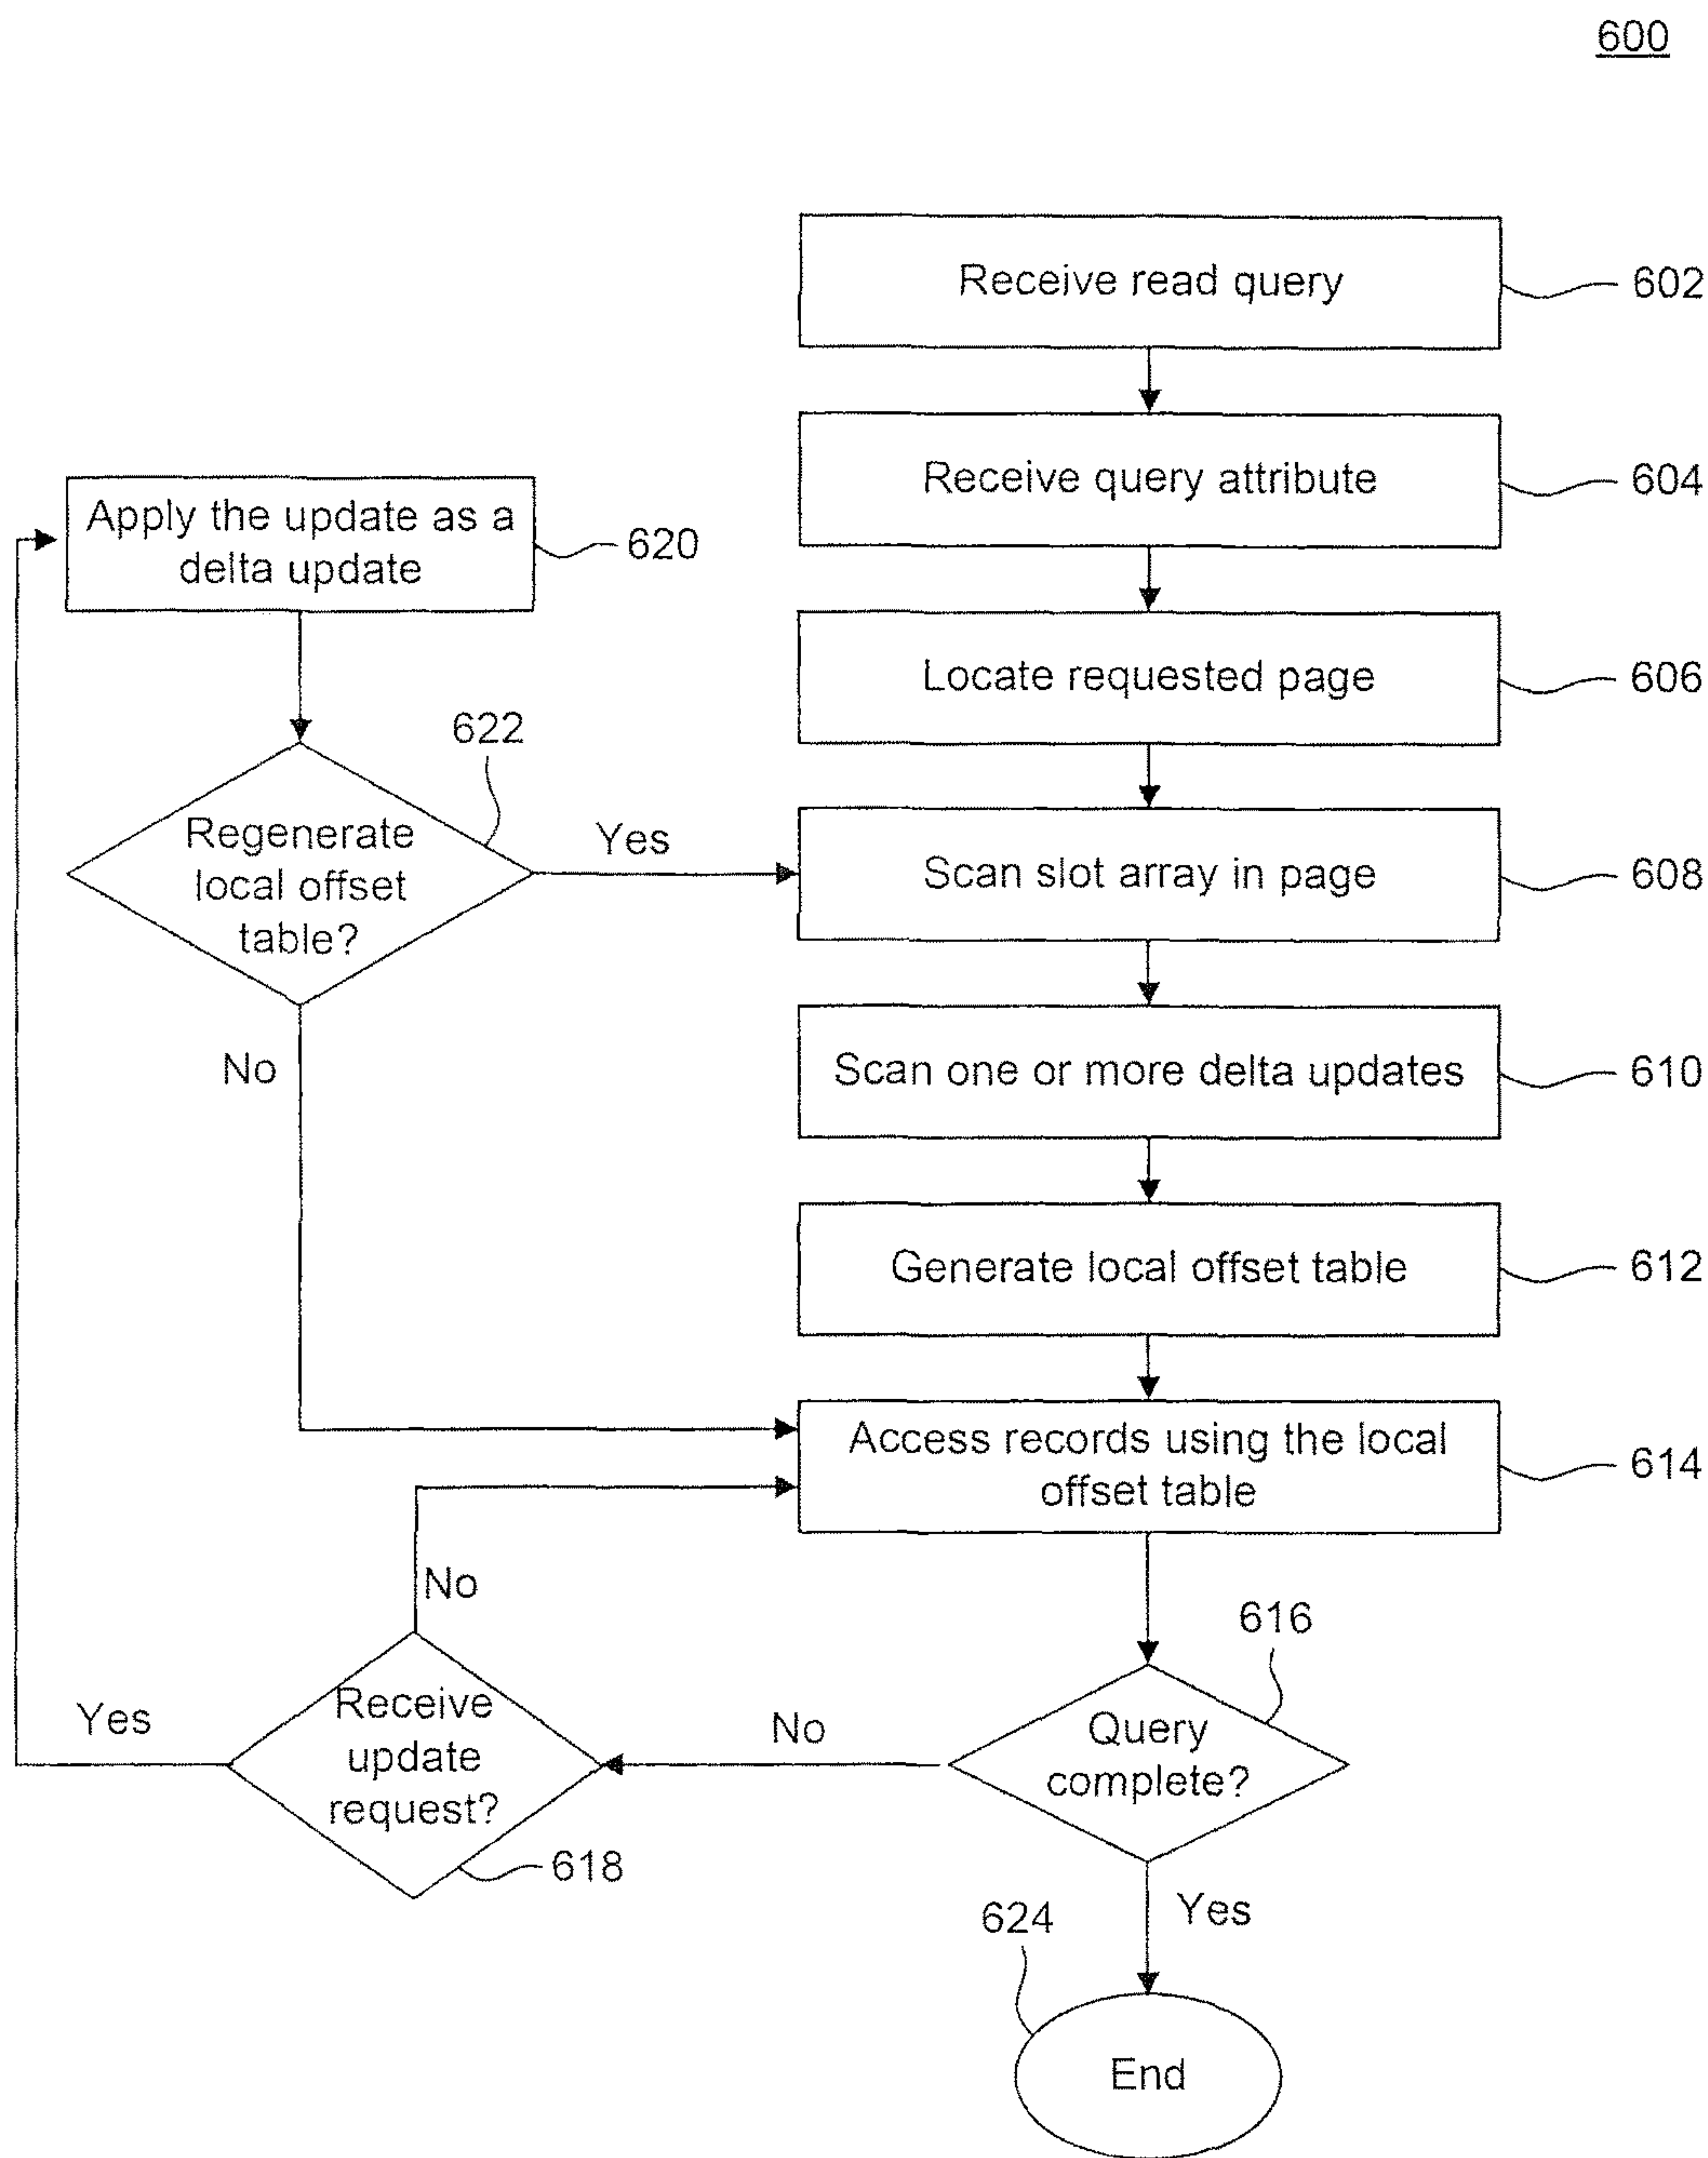 600
Receive read query
602
Receive query attribute
604
Apply the update as a
delta update
620
Locate requested page
606
622
Regenerate
local offset
table?
Yes
Scan slot array in page
608
No
Scan one or more delta updates
610
Generate local offset table
612
Access records using the local
offset table
614
No
616
Yes
Receive
update
request?
No
Query
complete?
618
Yes
624
End